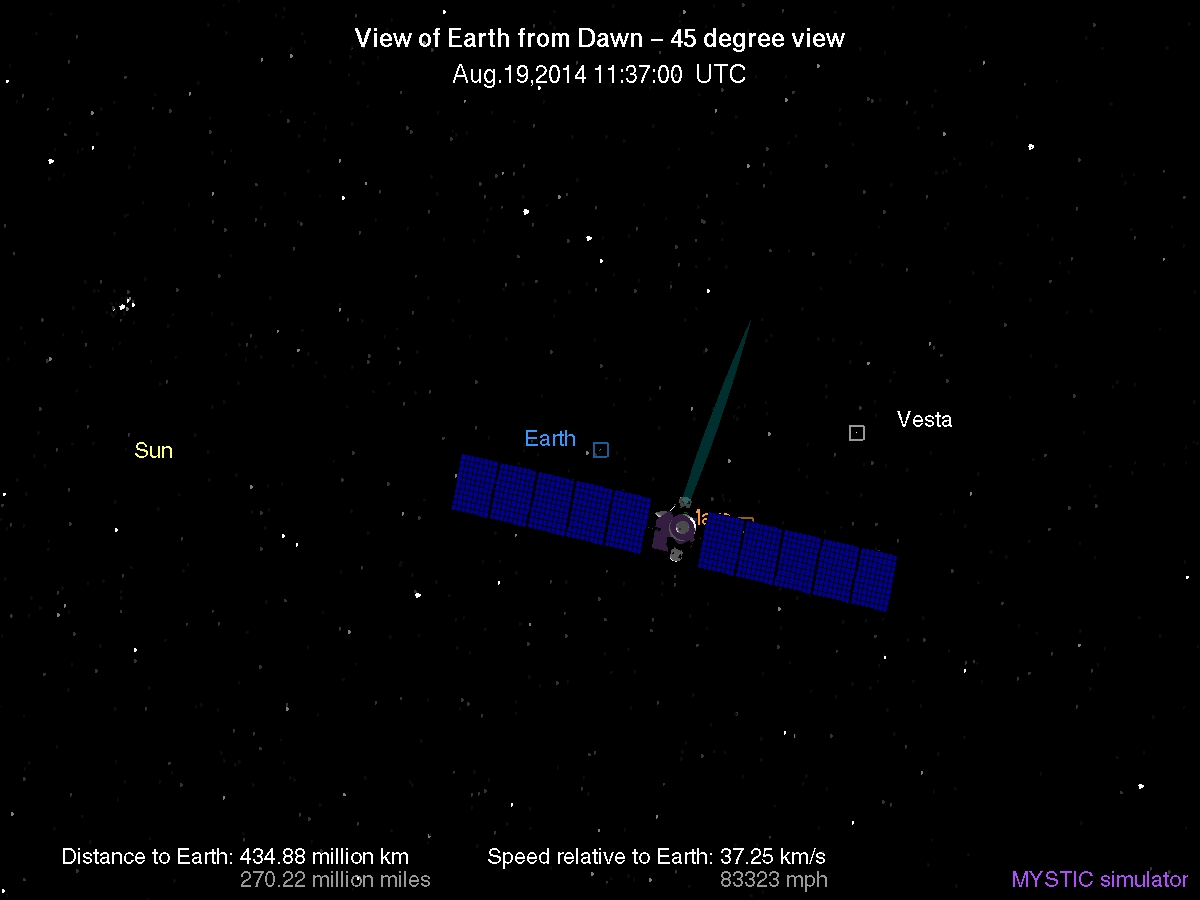 View of Earth from Dawn – 45 degree view
Aug.19,2014 11:37:00 UTC
Vesta
Earth
Sun
Distance to Earth: 434.88 million km
270.22 million miles
Speed relative to Earth: 37.25 km/s
83323 mph
MYSTIC simulator